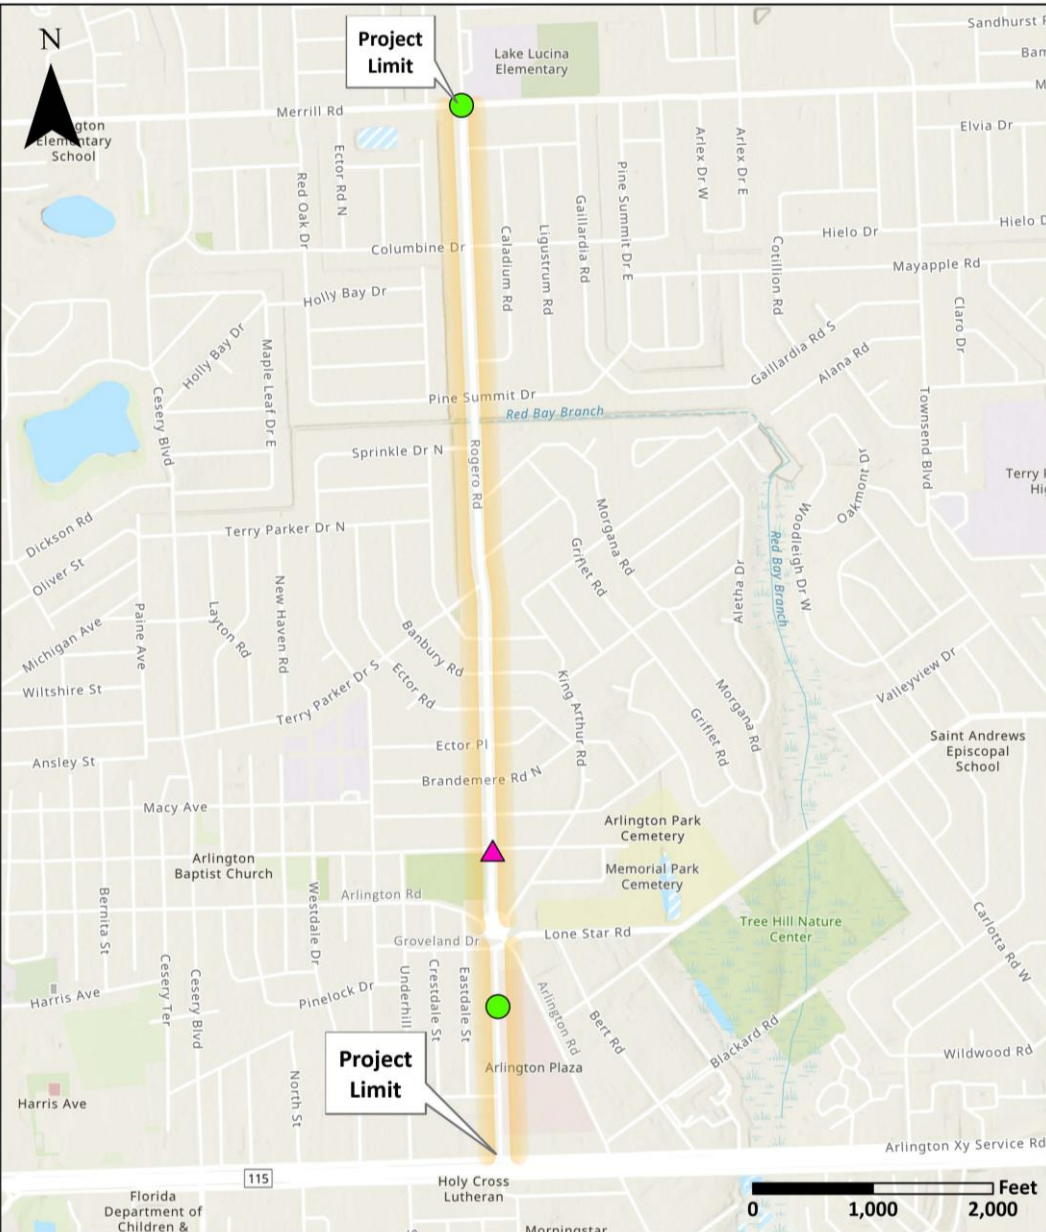 N
Project
Limit
Lake Lucina
Elementary
Sandhurst
Merrill Rd
gton
Elementary
School
Elvia Dr
Ector Rd N
Red Oak Dr
Arlex Dr W
Arlex Dr E
Pine Summit Dr E
Gaillardia Rd
Caladium Rd
Ligustrum Rd
Columbine Dr
Hielo Dr
Hielo
Cotillion Rd
Mayapple Rd
Holly Bay Dr
Claro Dr
Holly Bay Dr
Maple Leaf Dr E
Gaillardia Rd S
Alana Rd
Cesery Blvd
Pine Summit Dr
Red Bay Branch
Townsend Blvd
Sprinkle Dr N
Rogero Rd
Oakmont Dr
Terry
Dickson Rd
Terry Parker Dr N
Morgana Rd
Griflet Rd
Woodleigh Dr W
Red Bay Branch
Aletha Dr
Oliver St
New Haven Rd
Layton Rd
Paine Ave
Michigan Ave
Banbury Rd
Ector Rd
Terry Parker Dr S
Wiltshire St
King Arthur Rd
Morgana Rd
Griflet Rd
Valleyview Dr
Saint Andrews
Episcopal
School
Ector Pl
Ansley St
Brandemere Rd N
Macy Ave
Arlington Park
Cemetery
Arlington
Baptist Church
Memorial Park
Cemetery
Arlington Rd
Bernita St
Westdale Dr
Tree Hill Nature
Center
Carlotta Rd W
Lone Star Rd
Groveland Dr
Harris Ave
Cesery Ter
Cesery Blvd
Pinelock Dr
Underhill
Crestdale St
Eastdale St
Arlington Rd
Bert Rd
Blackard Rd
Wildwood Rd
Project
Limit
Arlington Plaza
Harris Ave
North St
Arlington Xy Service Rd
115
Holy Cross
Lutheran
Florida
Department of
Children &
Morningstar
Feet
0 1,000 2,000